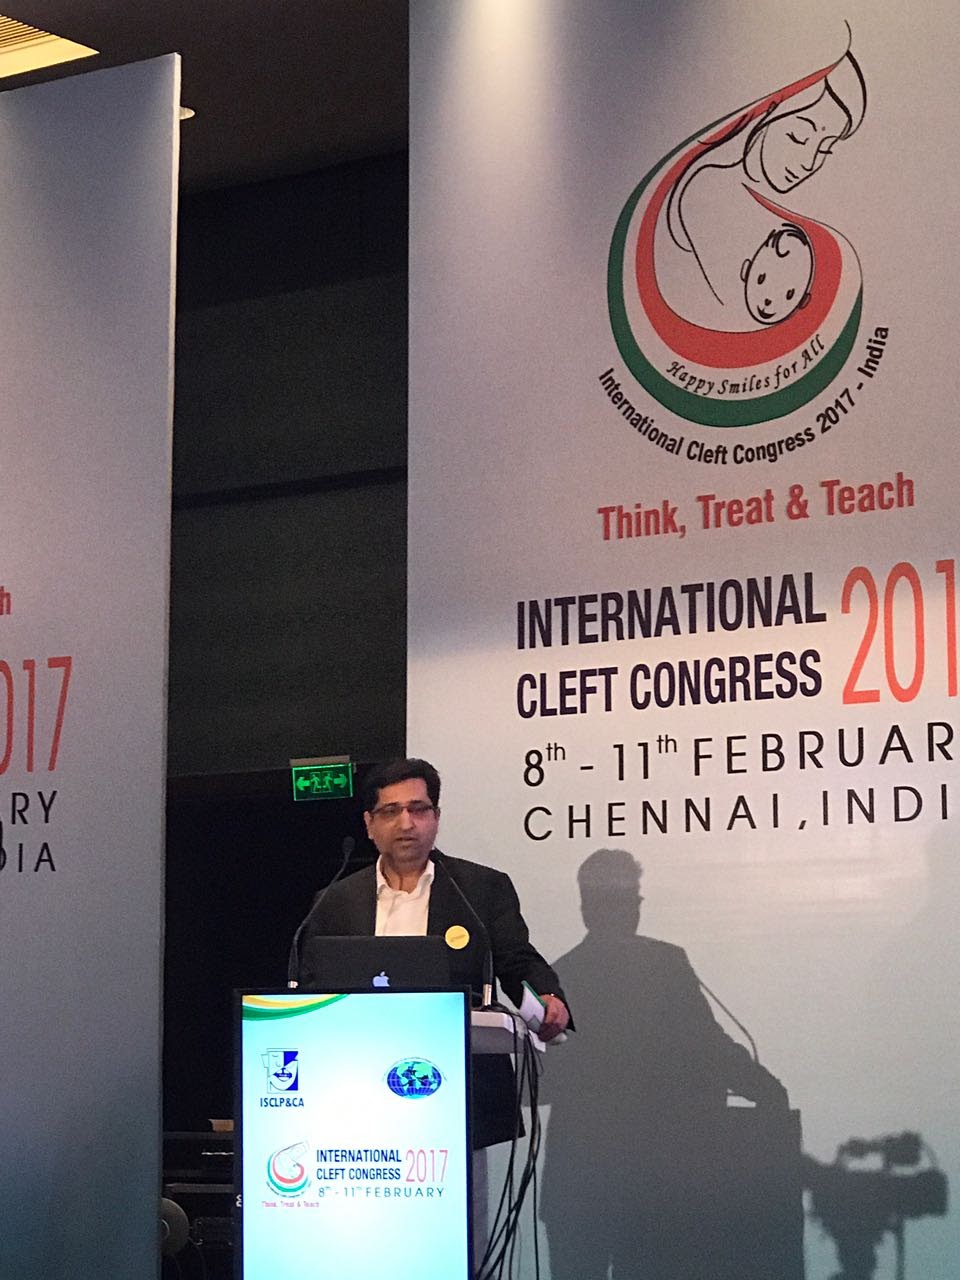 Happy Smiles for All
International Cleft Congress 2017 - India
Think, Treat & Teach
INTERNATIONAL
CLEFT CONGRESS 201
8th - 11th FEBRUAR
CHENNAI, INDI
h
017
RY
DIA
ISCLP&CA
INTERNATIONAL
CLEFT CONGRESS 2017
8th - 11th FEBRUARY
Think, Treat & Teach